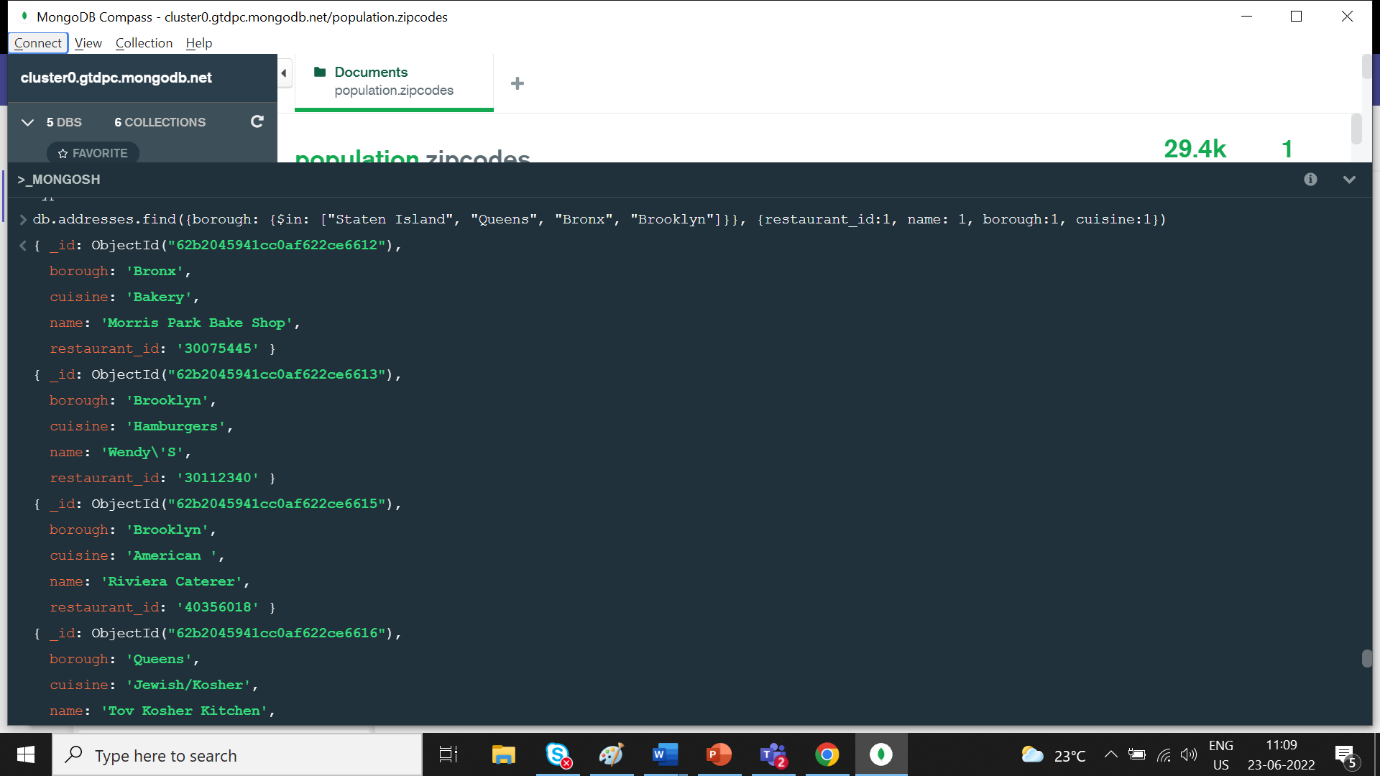 MongoDB Compass - cluster0.gtdpc.mongodb.net/population.zipcodes
Connect View Collection Help
cluster0.gtdpc.mongodb.net
Documents
population.zipcodes
5 DBS 6 COLLECTIONS
FAVORITE
population.zipcodes
29.4k 1
>_MONGOSH
db.addresses.find({borough: {$in: ["Staten Island", "Queens", "Bronx", "Brooklyn"]}}, {restaurant_id:1, name: 1, borough:1, cuisine:1})
{ _id: ObjectId("62b2045941cc0af622ce6612"),
borough: 'Bronx',
cuisine: 'Bakery',
name: 'Morris Park Bake Shop',
restaurant_id: '30075445' }
{ _id: ObjectId("62b2045941cc0af622ce6613"),
borough: 'Brooklyn',
cuisine: 'Hamburgers',
name: 'Wendy\'S',
restaurant_id: '30112340' }
{ _id: ObjectId("62b2045941cc0af622ce6615"),
borough: 'Brooklyn',
cuisine: 'American ',
name: 'Riviera Caterer',
restaurant_id: '40356018' }
{ _id: ObjectId("62b2045941cc0af622ce6616"),
borough: 'Queens',
cuisine: 'Jewish/Kosher',
name: 'Tov Kosher Kitchen',
Type here to search
23°C
ENG
US
11:09
23-06-2022
5
2